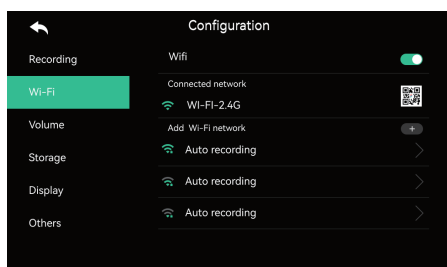 Configuration
Recording
Wifi
Wi-Fi
Connected network
WI-FI-2.4G
Volume
Add Wi-Fi network
Storage
Auto recording
Display
Auto recording
Others
Auto recording